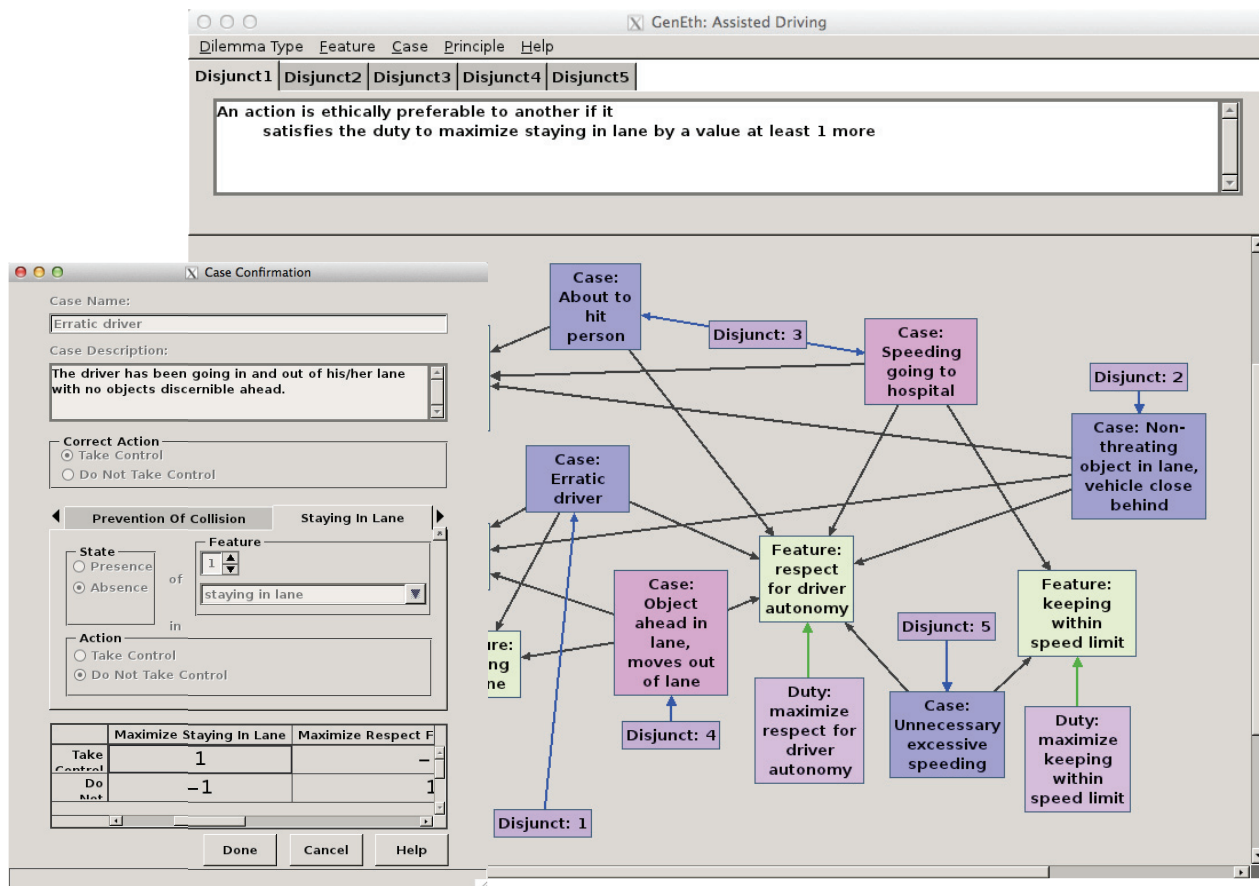 GenEth: Assisted Driving
Dilemma Type Feature Case Principle Help
Disjunct1 Disjunct2 Disjunct3 Disjunct4 Disjunct5
An action is ethically preferable to another if it
satisfies the duty to maximize staying in lane by a value at least 1 more
Case Confirmation
Case Name:
Erratic driver
Case Description:
The driver has been going in and out of his/her lane
with no objects discernible ahead.
Correct Action
Take Control
Do Not Take Control
Prevention Of Collision
Staying In Lane
State
Presence
Absence
of
Feature
1
staying in lane
in
Action
Take Control
Do Not Take Control
Maximize Staying In Lane Maximize Respect F
Take
Control
1 −
Do
Not
−1 1
Done Cancel Help
Case:
About to
hit
person
Disjunct: 3
Case:
Speeding
going to
hospital
Disjunct: 2
Case: Non-
threating
object in lane,
vehicle close
behind
Case:
Erratic
driver
Feature:
respect
for driver
autonomy
Case:
Object
ahead in
lane,
moves out
of lane
Feature:
keeping
within
speed limit
Disjunct: 5
ure:
ng
ne
Disjunct: 4
Duty:
maximize
respect for
driver
autonomy
Case:
Unnecessary
excessive
speeding
Duty:
maximize
keeping
within
speed limit
Disjunct: 1